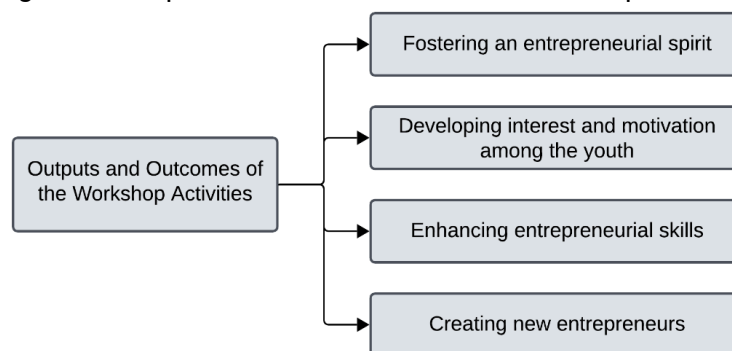 Fostering an entrepreneurial spirit
Developing interest and motivation
among the youth
Outputs and Outcomes of
the Workshop Activities
Enhancing entrepreneurial skills
Creating new entrepreneurs